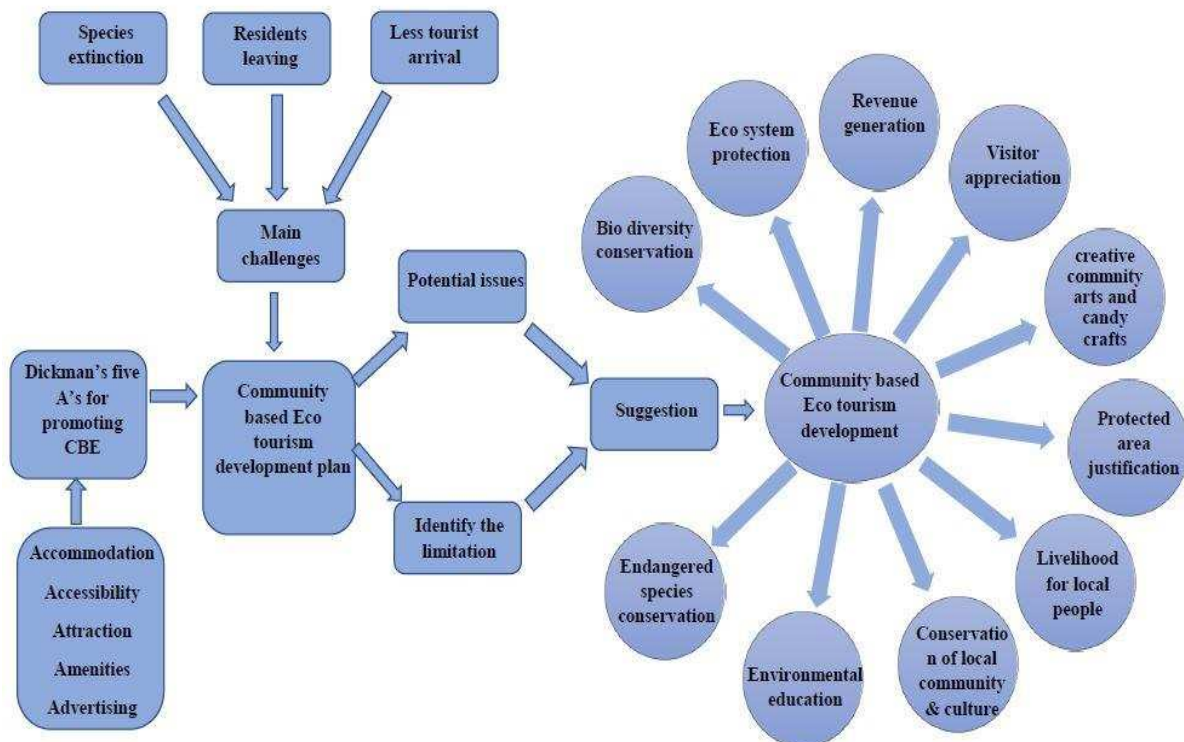 Species
extinction
Residents
leaving
Less tourist
arrival
Main
challenges
Dickman's five
A's for
promoting
CBE
Accommodation
Accessibility
Attraction
Amenities
Advertising
Community
based Eco
tourism
development plan
Potential issues
Identify the
limitation
Suggestion
Community based
Eco tourism
development
Bio diversity
conservation
Eco system
protection
Revenue
generation
Visitor
appreciation
creative
commnity
arts and
candy
crafts
Protected
area
justification
Livelihood
for local
people
Conservatio
n of local
community
& culture
Environmental
education
Endangered
species
conservation